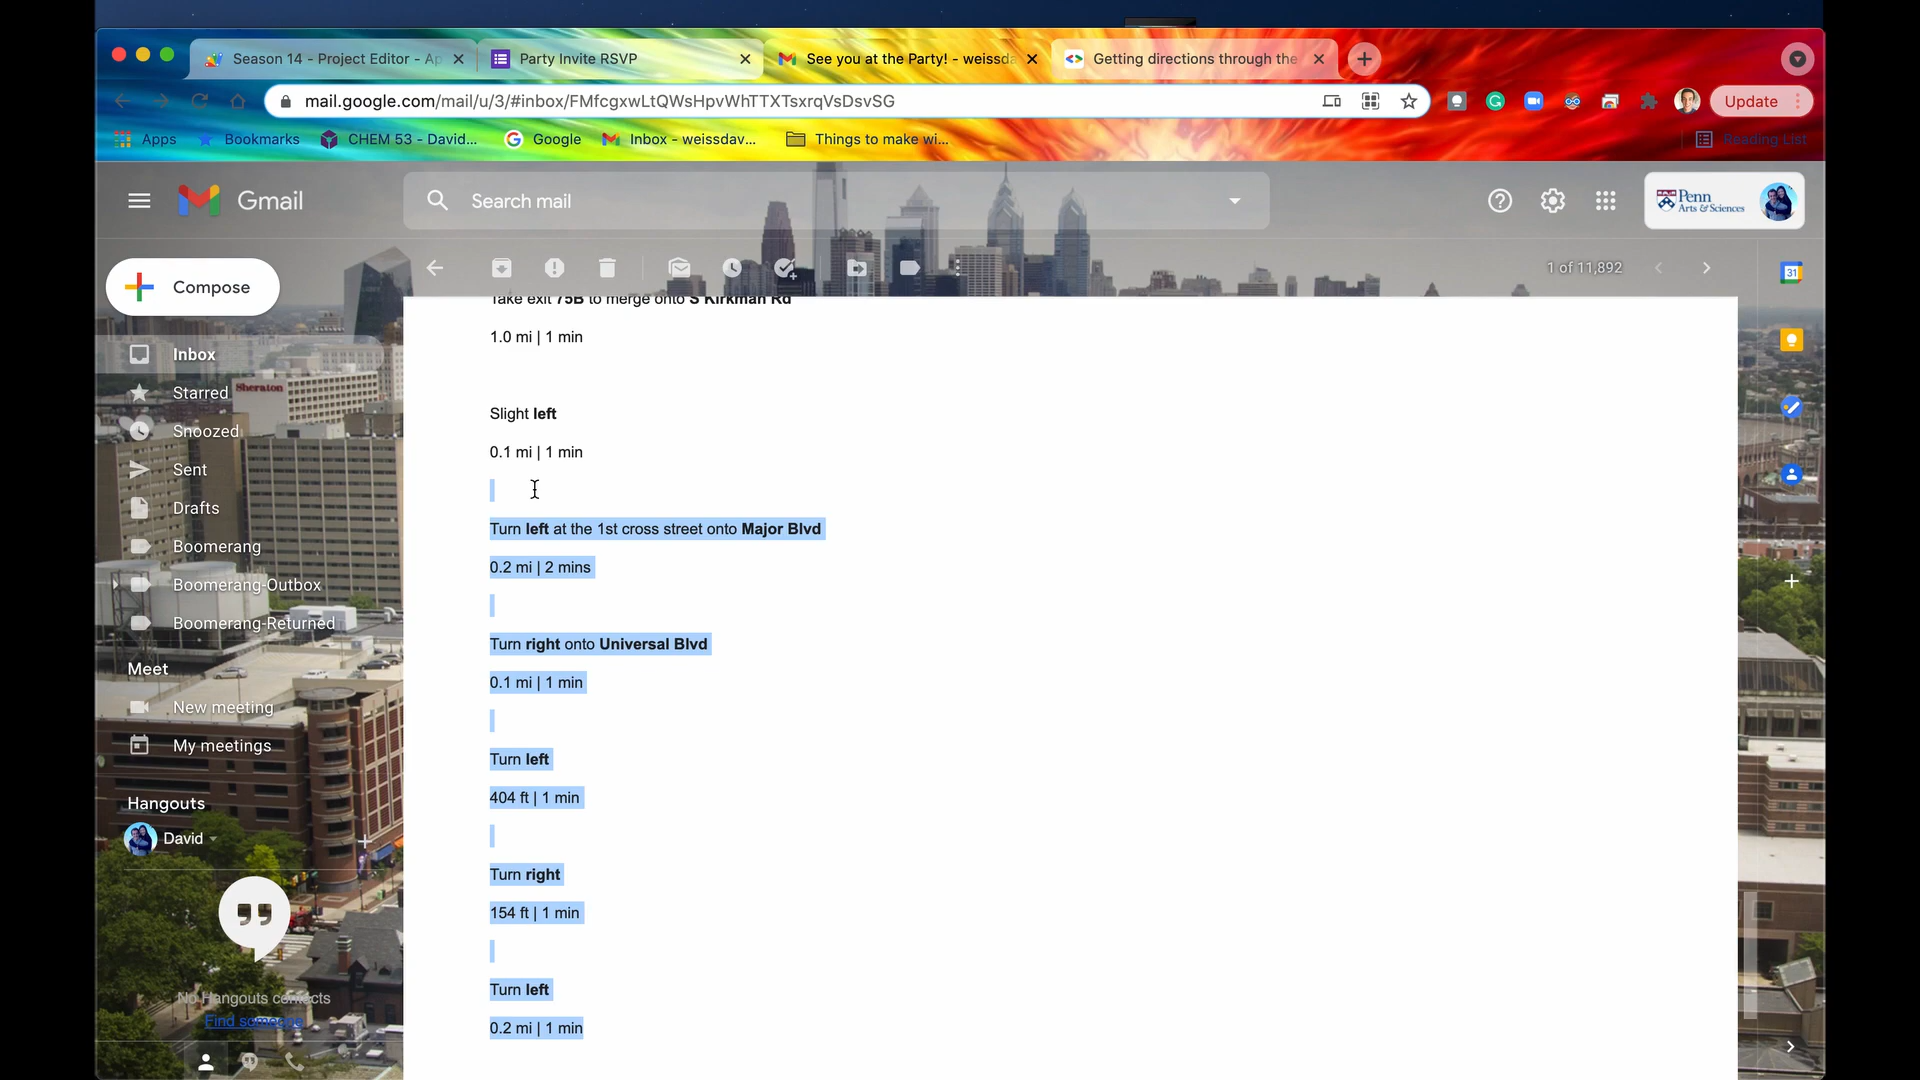 Season 14 - Project Editor - Ap
Party Invite RSVP
See you at the Party! - weissda
Getting directions through the
mail.google.com/mail/u/3/#inbox/FMfcgxwLtQWsHpvWhTTXTsxrqVsDsvSG
Update
Apps
Bookmarks
CHEM 53 - David...
Google
Inbox - weissdav...
Things to make wi...
Reading List
Gmail
Search mail
Penn
Arts & Sciences
Compose
1 of 11,892
31
Inbox
Starred
Snoozed
Sent
Drafts
Boomerang
Boomerang-Outbox
Boomerang-Returned
Meet
New meeting
My meetings
Hangouts
David
No Hangouts contacts
Find someone
Sheraton
Take exit 75B to merge onto S Kirkman Rd
1.0 mi | 1 min
Slight left
0.1 mi | 1 min
Turn left at the 1st cross street onto Major Blvd
0.2 mi | 2 mins
Turn right onto Universal Blvd
0.1 mi | 1 min
Turn left
404 ft | 1 min
Turn right
154 ft | 1 min
Turn left
0.2 mi | 1 min